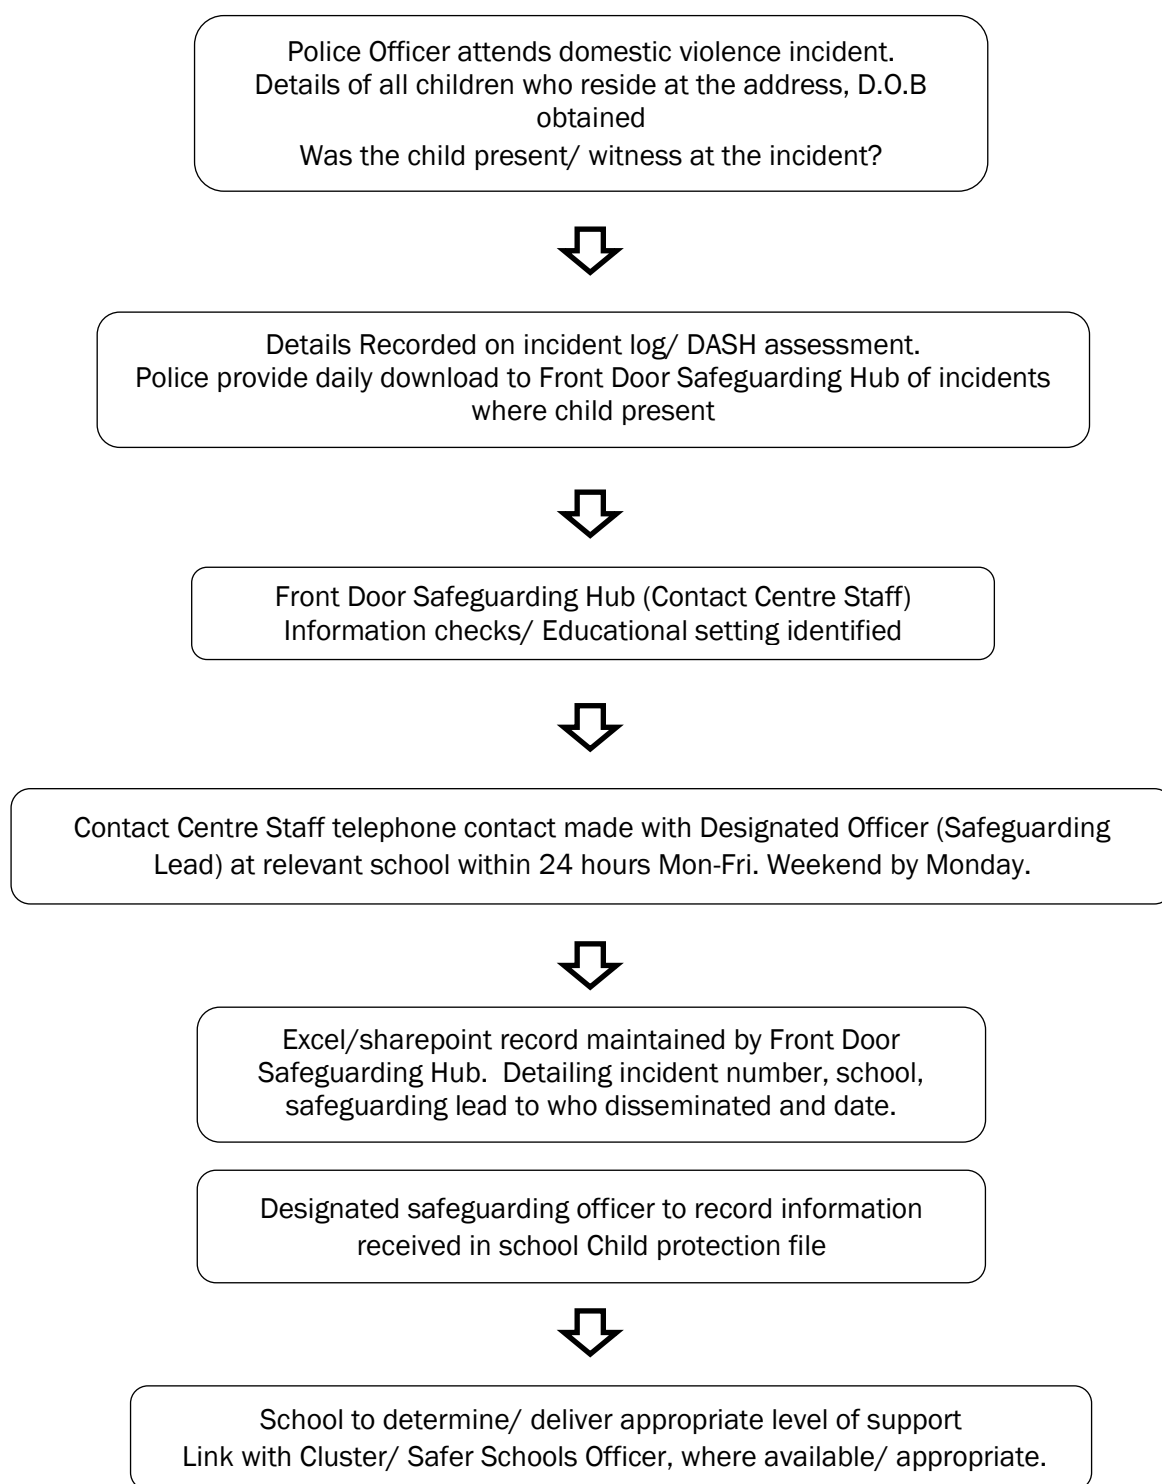 Police Officer attends domestic violence incident.
Details of all children who reside at the address, D.O.B
obtained
Was the child present/ witness at the incident?
Details Recorded on incident log/ DASH assessment.
Police provide daily download to Front Door Safeguarding Hub of incidents
where child present
Front Door Safeguarding Hub (Contact Centre Staff)
Information checks/ Educational setting identified
Contact Centre Staff telephone contact made with Designated Officer (Safeguarding
Lead) at relevant school within 24 hours Mon-Fri. Weekend by Monday.
Excel/sharepoint record maintained by Front Door
Safeguarding Hub.  Detailing incident number, school,
safeguarding lead to who disseminated and date.
Designated safeguarding officer to record information
received in school Child protection file
School to determine/ deliver appropriate level of support
Link with Cluster/ Safer Schools Officer, where available/ appropriate.